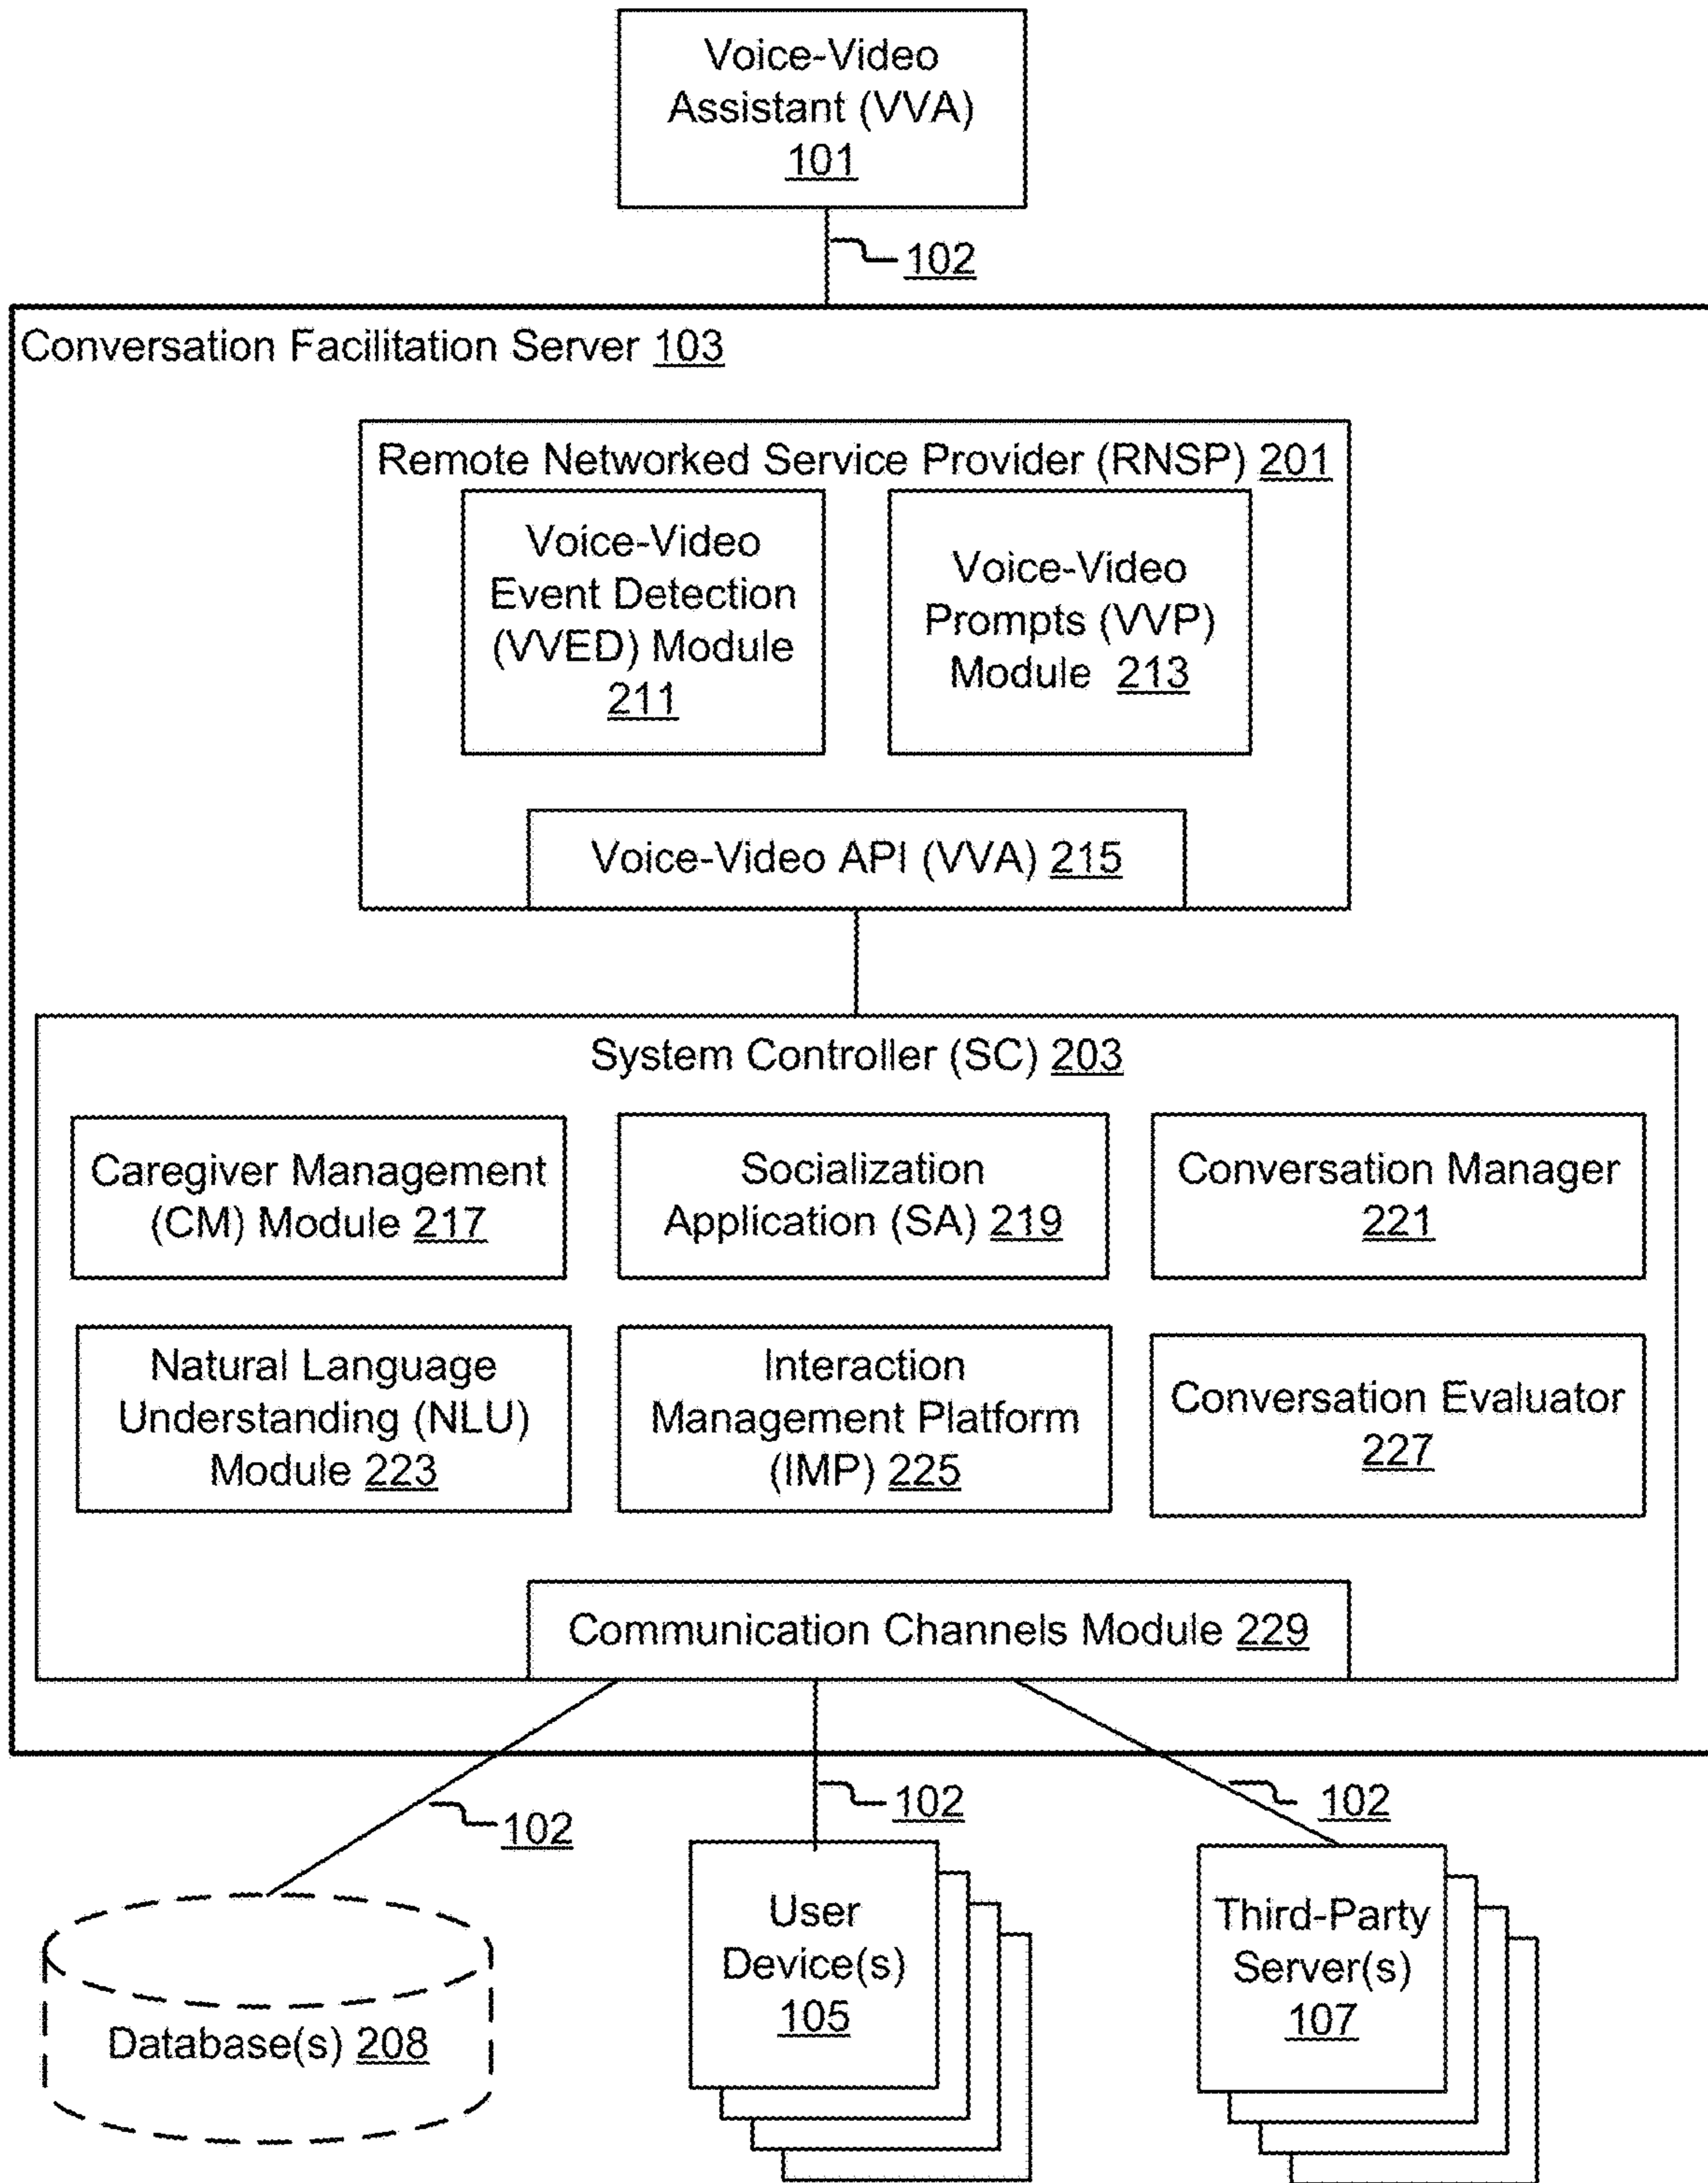 Voice-Video
Assistant (VVA)
101
102
Conversation Facilitation Server 103
Remote Networked Service Provider (RNSP) 201
Voice-Video
Event Detection
(VVED) Module
211
Voice-Video
Prompts (VVP)
Module 213
Voice-Video API (VVA) 215
System Controller (SC) 203
Caregiver Management
(CM) Module 217
Socialization
Application (SA) 219
Conversation Manager
221
Natural Language
Understanding (NLU)
Module 223
Interaction
Management Platform
(IMP) 225
Conversation Evaluator
227
Communication Channels Module 229
102
102
102
Database(s) 208
User
Device(s)
105
Third-Party
Server(s)
107